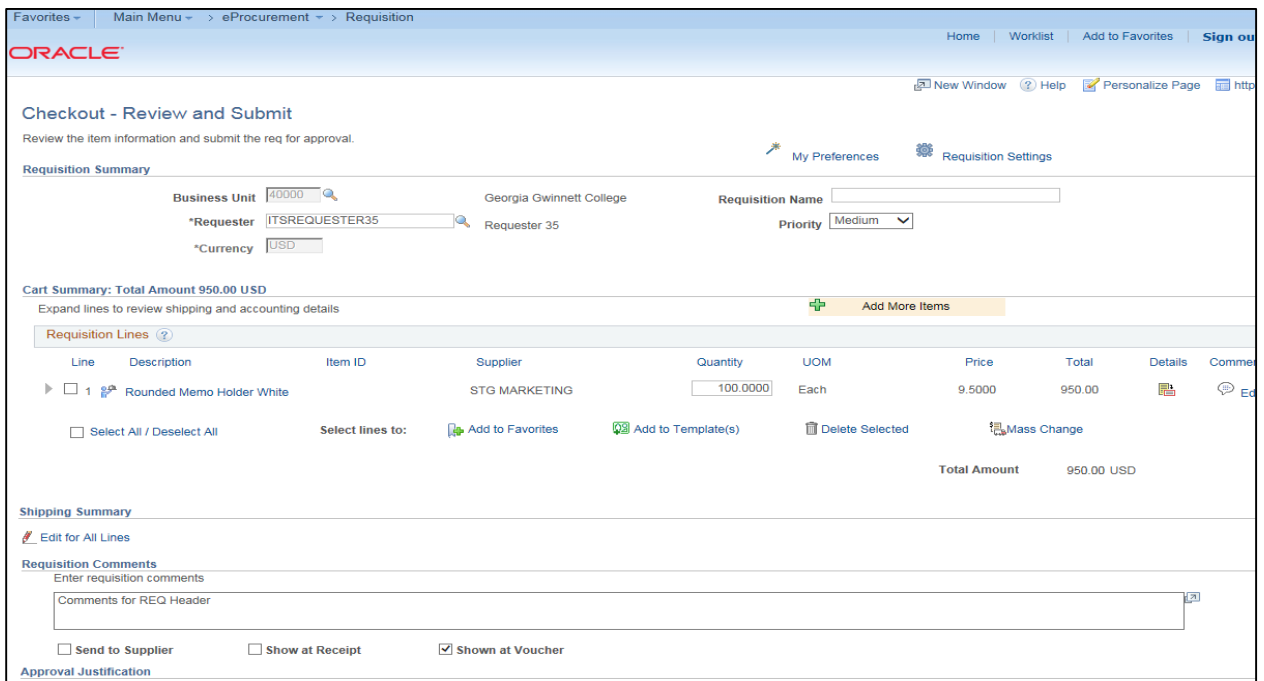 Favorites Main Menu > eProcurement > Requisition
Home Worklist Add to Favorites Sign ou
ORACLE
New Window Help Personalize Page http
Checkout - Review and Submit
Review the item information and submit the req for approval.
My Preferences Requisition Settings
Requisition Summary
Business Unit 40000 Georgia Gwinnett College Requisition Name
*Requester ITSREQUESTER35 Requester 35 Priority Medium
*Currency USD
Cart Summary: Total Amount 950.00 USD
Expand lines to review shipping and accounting details Add More Items
Requisition Lines
Line Description Item ID Supplier Quantity UOM Price Total Details Commen
1 Rounded Memo Holder White STG MARKETING 100.0000 Each 9.5000 950.00 Ed
Select All / Deselect All Select lines to: Add to Favorites Add to Template(s) Delete Selected Mass Change
Total Amount 950.00 USD
Shipping Summary
Edit for All Lines
Requisition Comments
Enter requisition comments
Comments for REQ Header
Send to Supplier Show at Receipt Shown at Voucher
Approval Justification